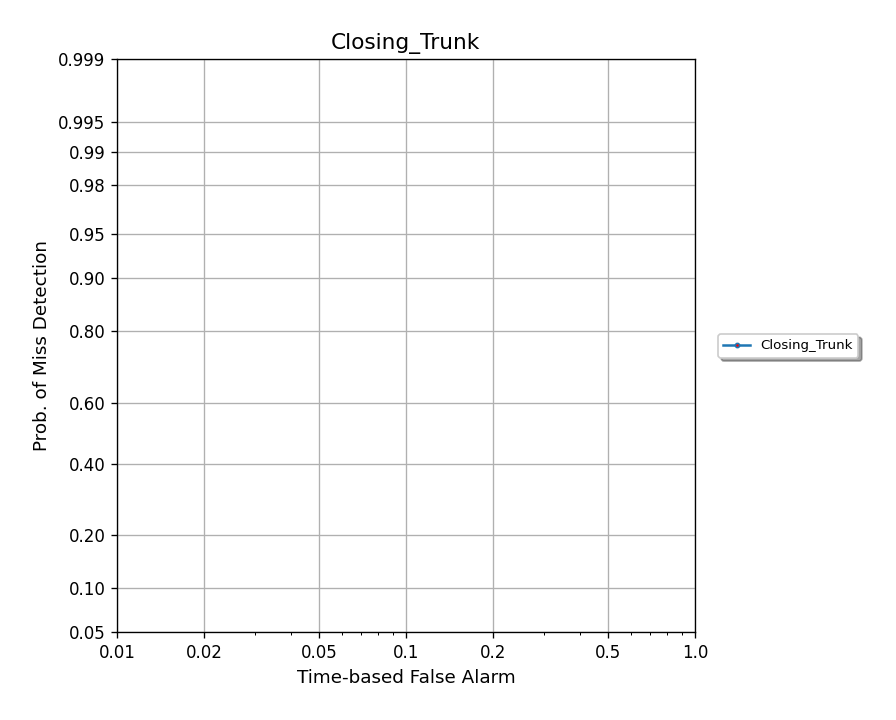 Closing_Trunk
0.999
0.995
0.99
0.98
0.95
0.90
0.80
0.60
0.40
0.20
0.10
0.05
Prob. of Miss Detection
0.01 0.02 0.05 0.1 0.2 0.5 1.0
Time-based False Alarm
Closing_Trunk